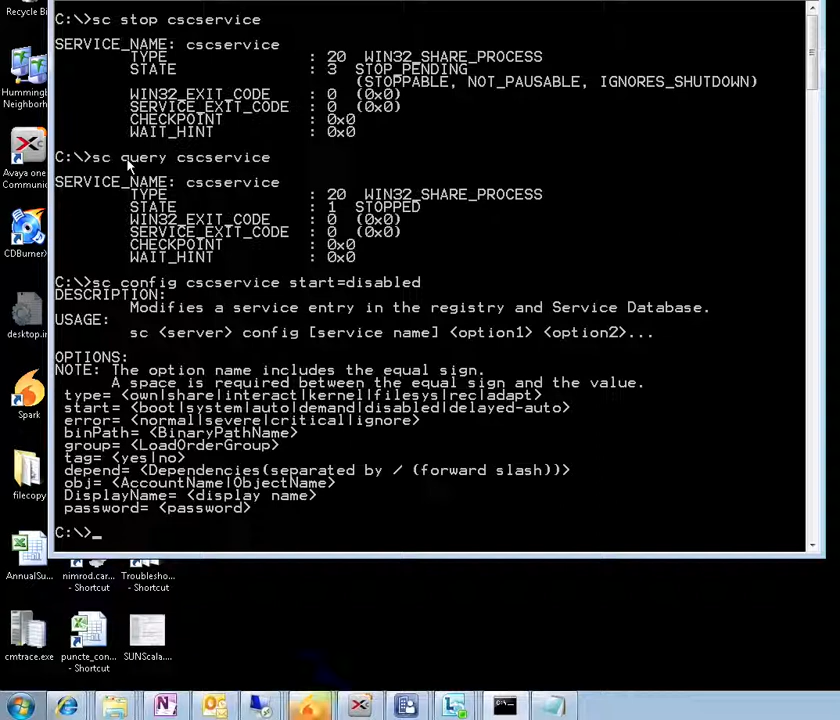 Recycle Bi
Hummingb
Neighborh
Avaya one
Communic
CDBurnerX
desktop.in
Spark
filecopy
AnnualSu...
cmtrace.exe
C:\>sc stop cscservice
SERVICE_NAME: cscservice
TYPE : 20 WIN32_SHARE_PROCESS
STATE : 3 STOP_PENDING
(STOPPABLE, NOT_PAUSABLE, IGNORES_SHUTDOWN)
WIN32_EXIT_CODE : 0 (0x0)
SERVICE_EXIT_CODE : 0 (0x0)
CHECKPOINT : 0x0
WAIT_HINT : 0x0
C:\>sc query cscservice
SERVICE_NAME: cscservice
TYPE : 20 WIN32_SHARE_PROCESS
STATE : 1 STOPPED
WIN32_EXIT_CODE : 0 (0x0)
SERVICE_EXIT_CODE : 0 (0x0)
CHECKPOINT : 0x0
WAIT_HINT : 0x0
C:\>sc config cscservice start=disabled
DESCRIPTION:
Modifies a service entry in the registry and Service Database.
USAGE:
sc <server> config [service name] <option1> <option2>...
OPTIONS:
NOTE: The option name includes the equal sign.
A space is required between the equal sign and the value.
type= <own|share|interact|kernel|filesys|rec|adapt>
start= <boot|system|auto|demand|disabled|delayed-auto>
error= <normal|severe|critical|ignore>
binPath= <BinaryPathName>
group= <LoadOrderGroup>
tag= <yes|no>
depend= <Dependencies(separated by / (forward slash))>
obj= <AccountName|ObjectName>
DisplayName= <display name>
password= <password>
C:\>_
nimrod.car...
- Shortcut
Troublesho...
- Shortcut
puncte_con...
- Shortcut
SUNScala....